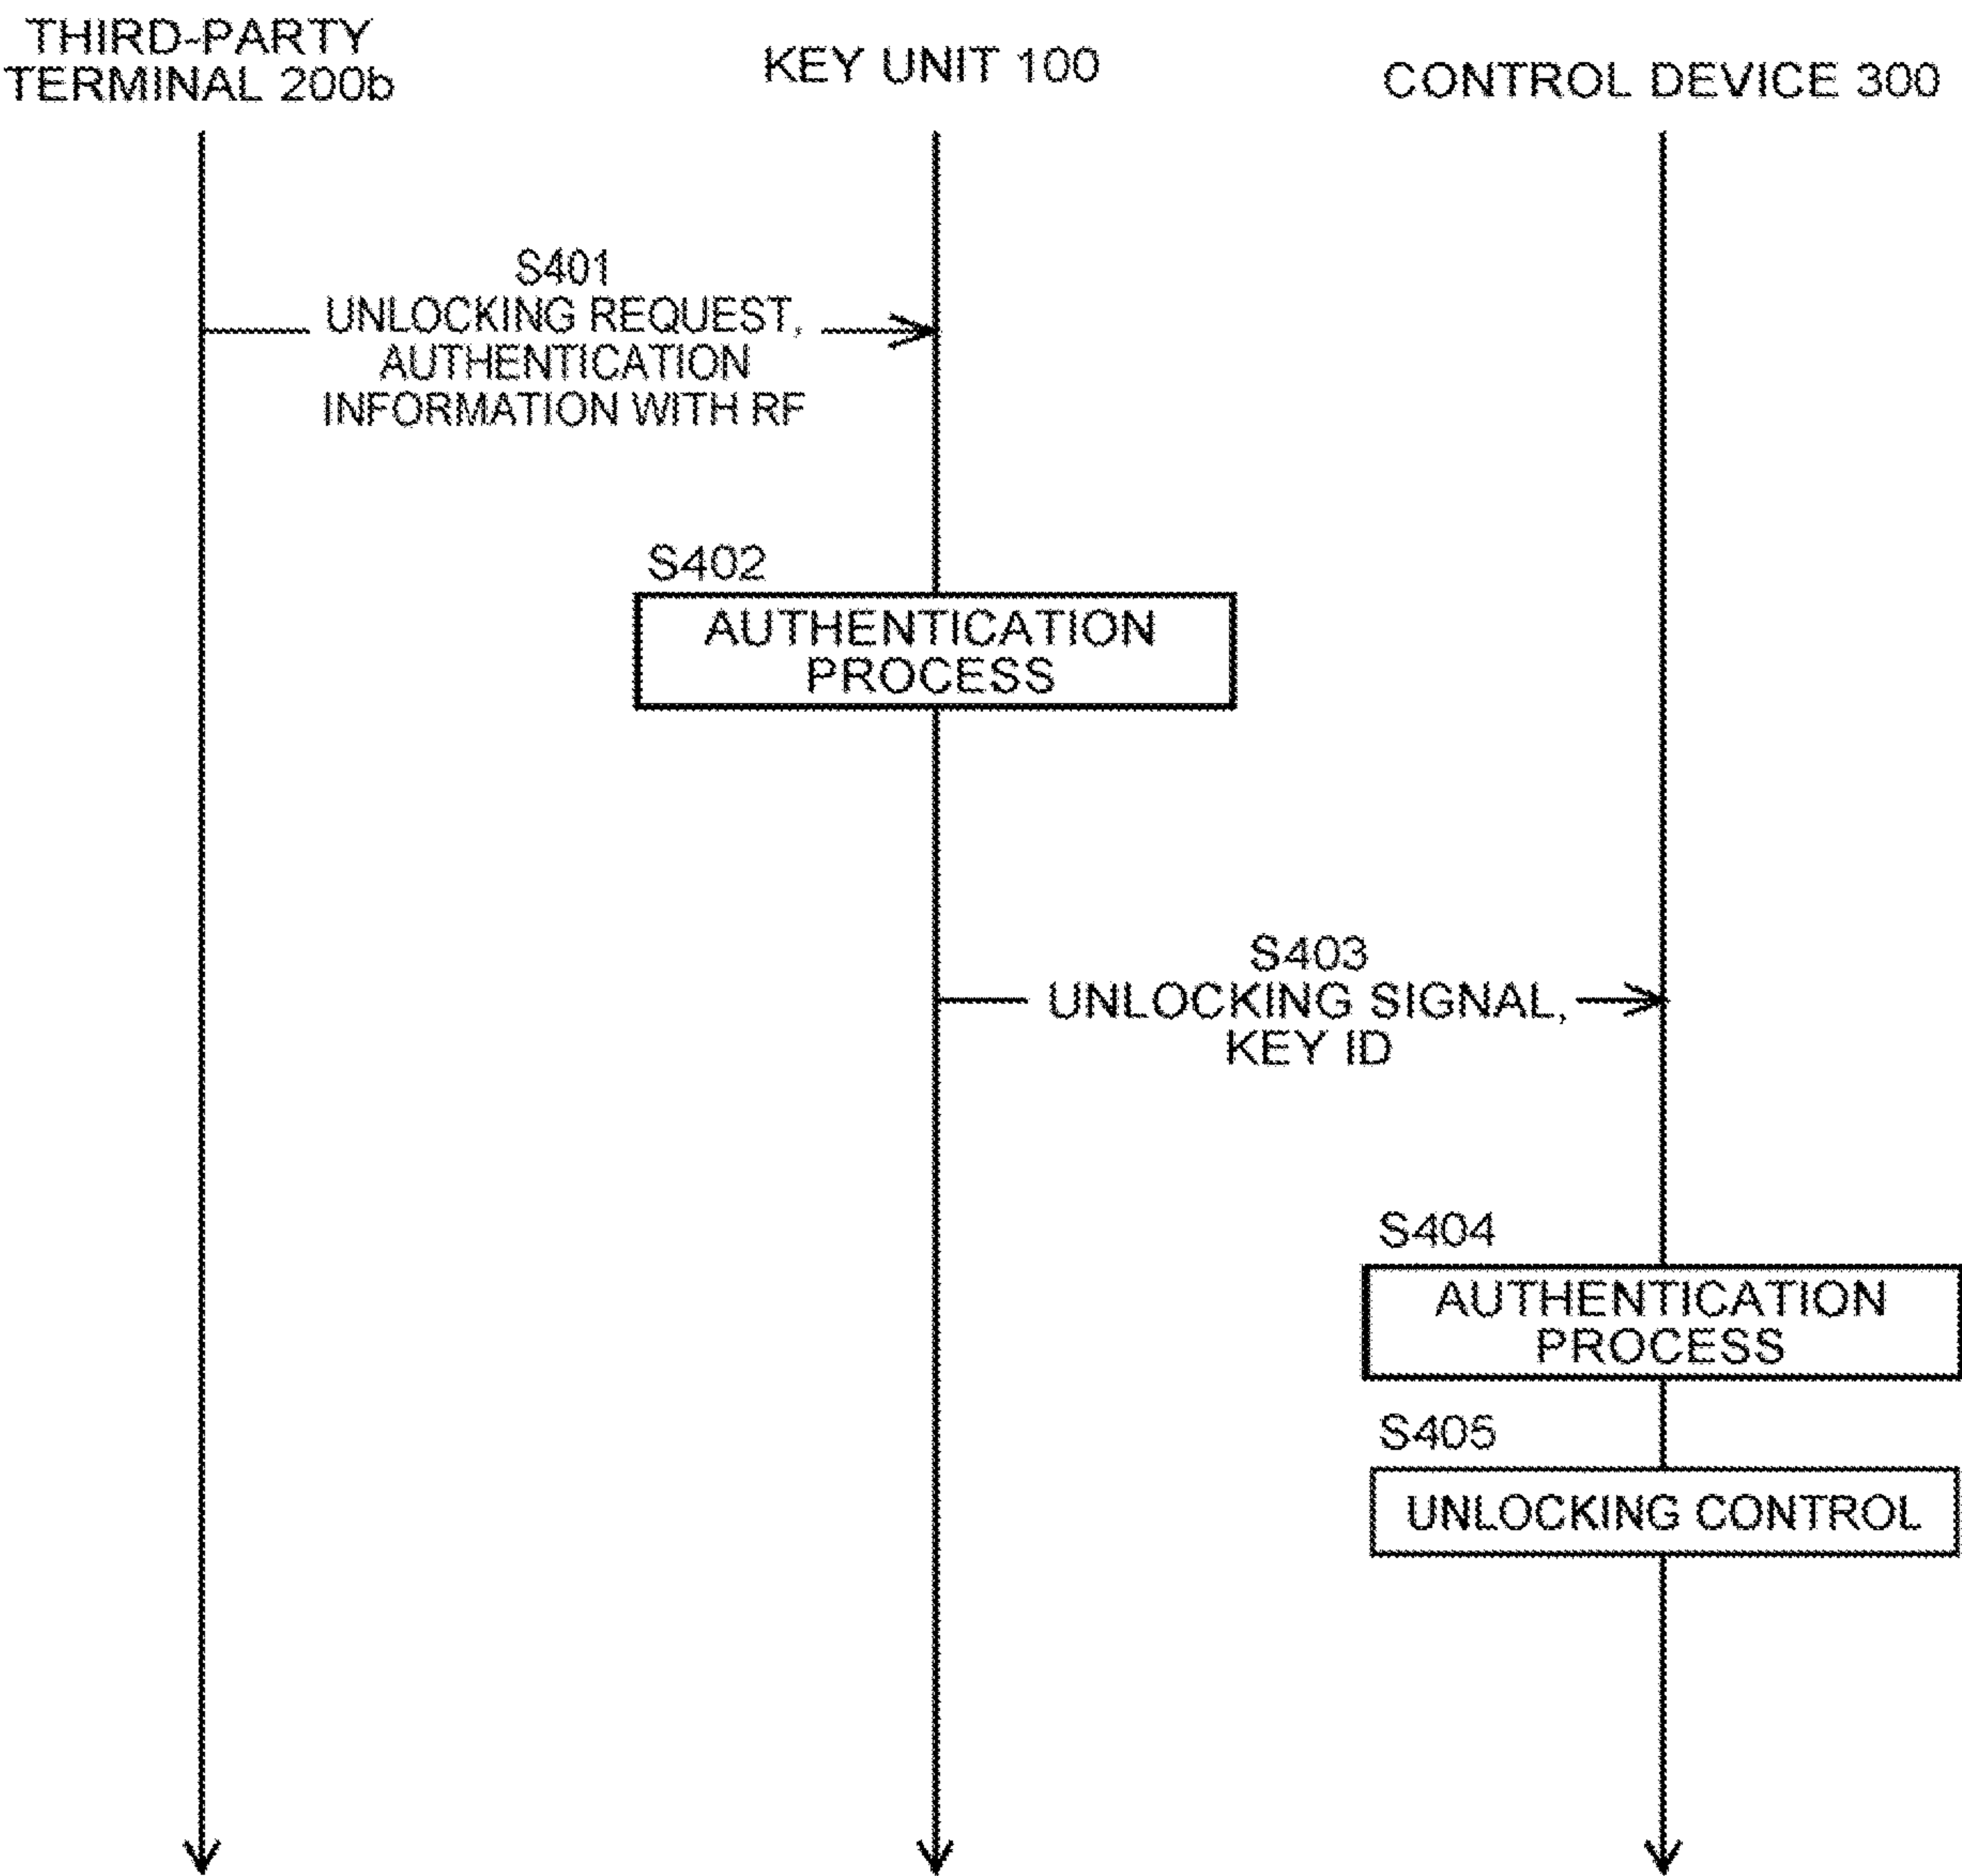 THIRD-PARTY
TERMINAL 200b
KEY UNIT 100
CONTROL DEVICE 300
S401
UNLOCKING REQUEST,
AUTHENTICATION
INFORMATION WITH RF
S402
AUTHENTICATION
PROCESS
S403
UNLOCKING SIGNAL,
KEY ID
S404
AUTHENTICATION
PROCESS
S405
UNLOCKING CONTROL